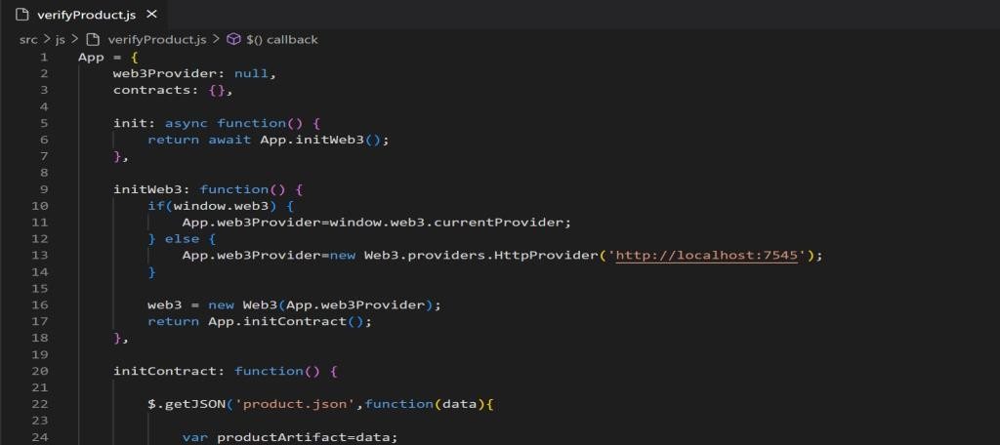 verifyProduct.js ×
src > js > verifyProduct.js > $() callback
1 App = {
2 web3Provider: null,
3 contracts: {},
4
5 init: async function() {
6 return await App.initWeb3();
7 },
8
9 initWeb3: function() {
10 if(window.web3) {
11 App.web3Provider=window.web3.currentProvider;
12 } else {
13 App.web3Provider=new Web3.providers.HttpProvider('http://localhost:7545');
14 }
15
16 web3 = new Web3(App.web3Provider);
17 return App.initContract();
18 },
19
20 initContract: function() {
21
22 $.getJSON('product.json',function(data){
23
24 var productArtifact=data;